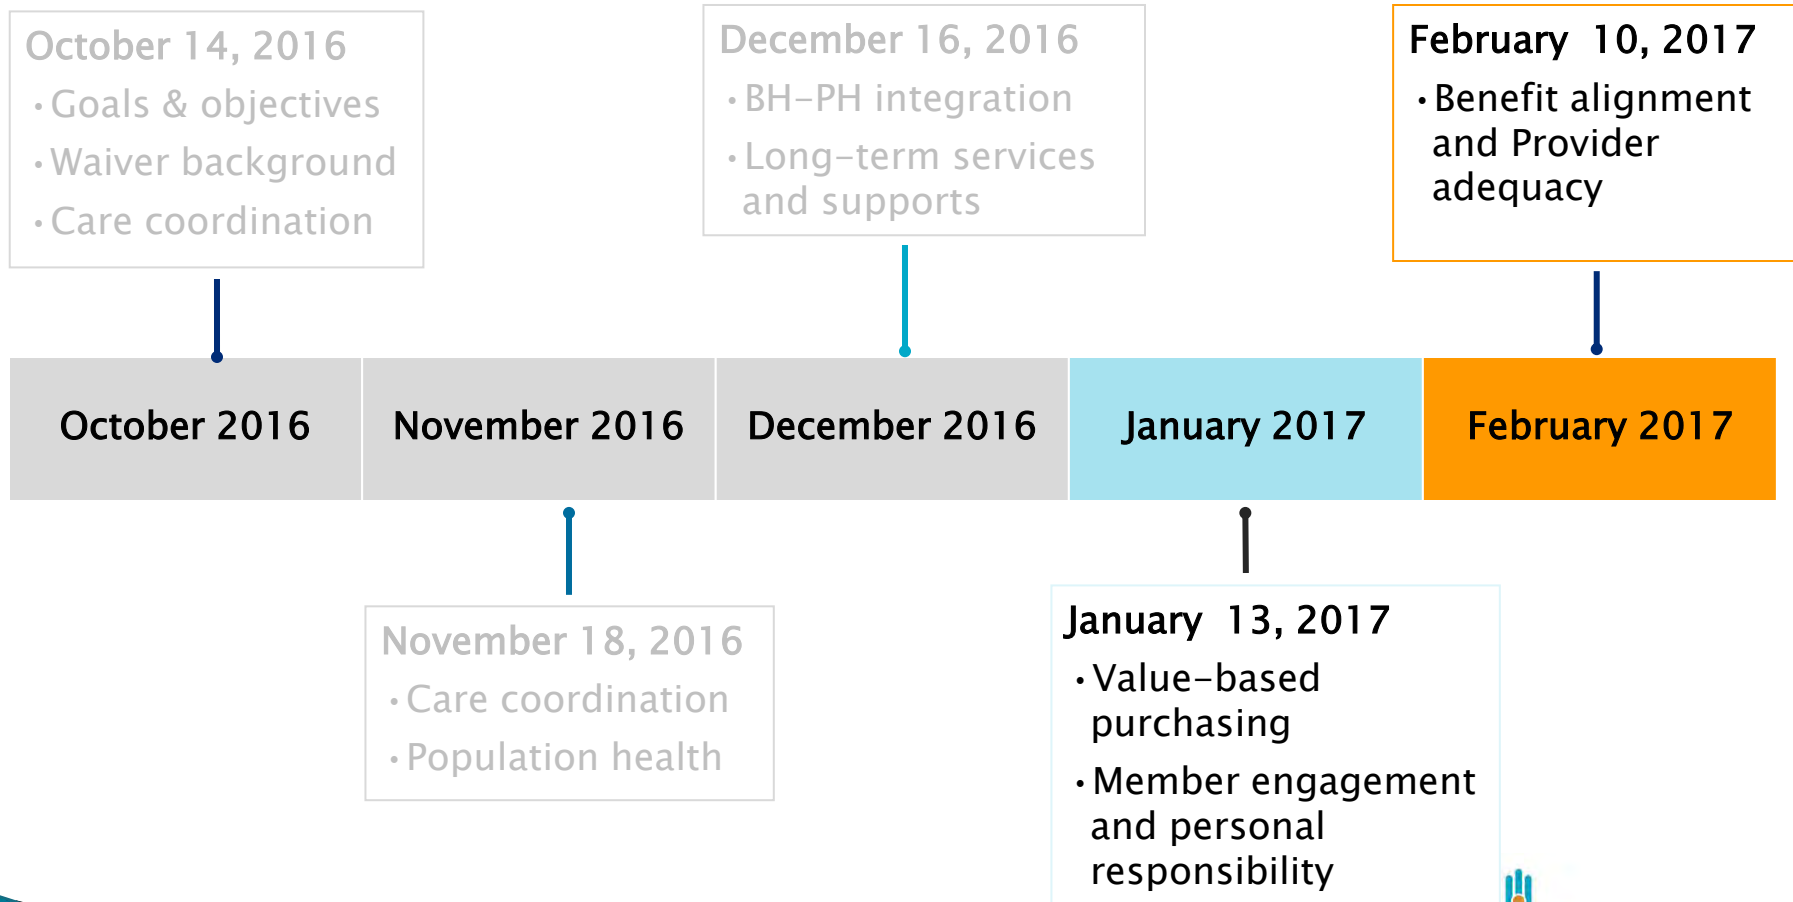 October 14, 2016
• Goals & objectives
• Waiver background
• Care coordination
December 16, 2016
• BH-PH integration
• Long-term services
and supports
February 10, 2017
• Benefit alignment
and Provider
adequacy
October 2016
November 2016
December 2016
January 2017
February 2017
November 18, 2016
• Care coordination
• Population health
January 13, 2017
• Value-based
purchasing
• Member engagement
and personal
responsibility